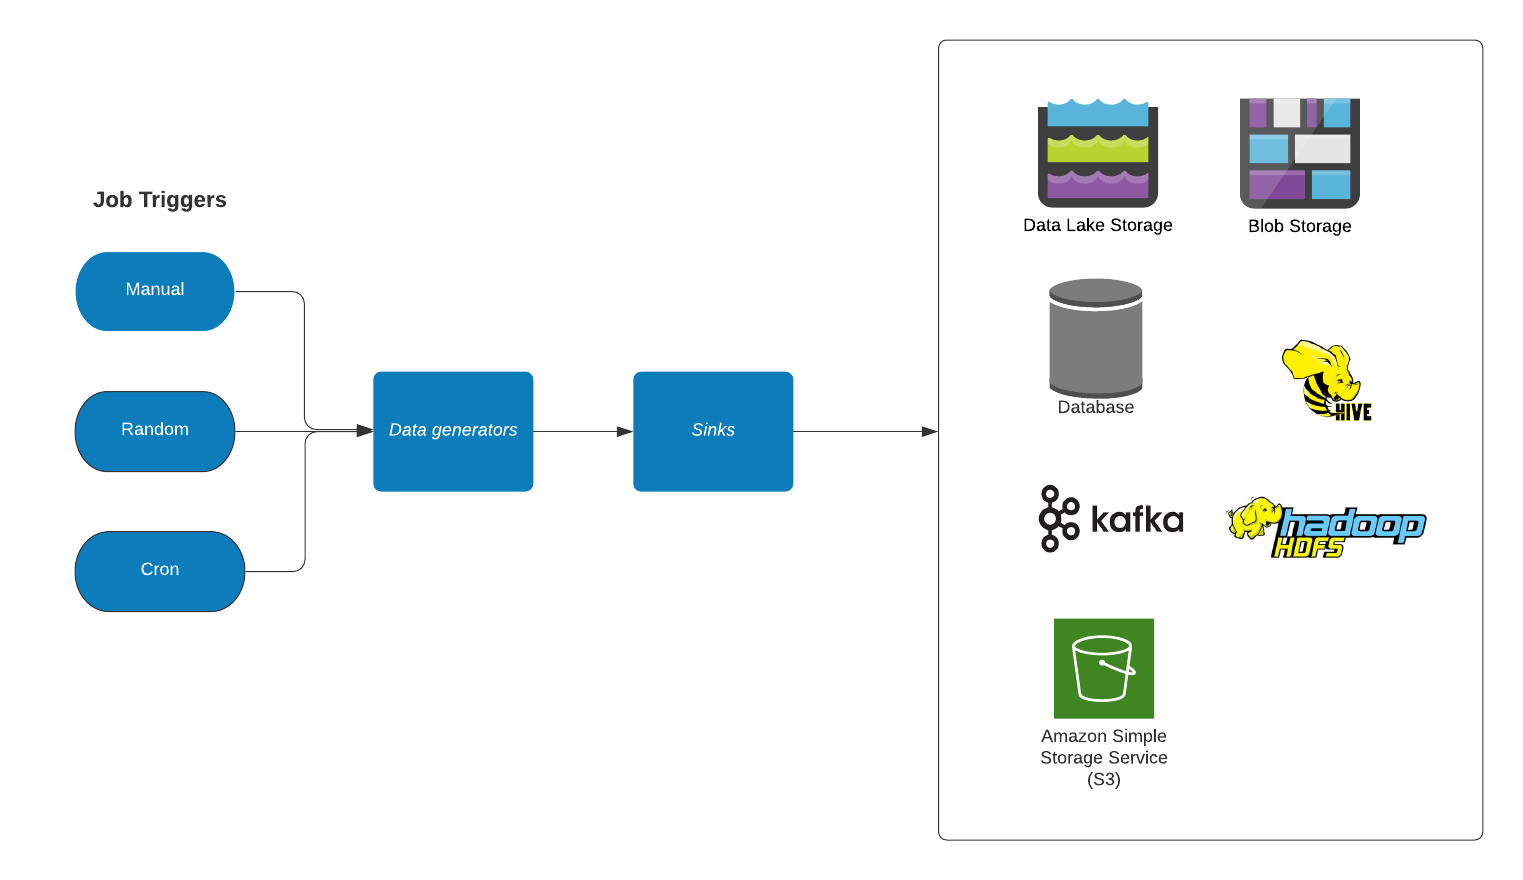 Job Triggers
Manual
Random
Cron
Data generators
Sinks
Data Lake Storage
Blob Storage
Database
HIVE
kafka
hadoop
HDFS
Amazon Simple
Storage Service
(S3)